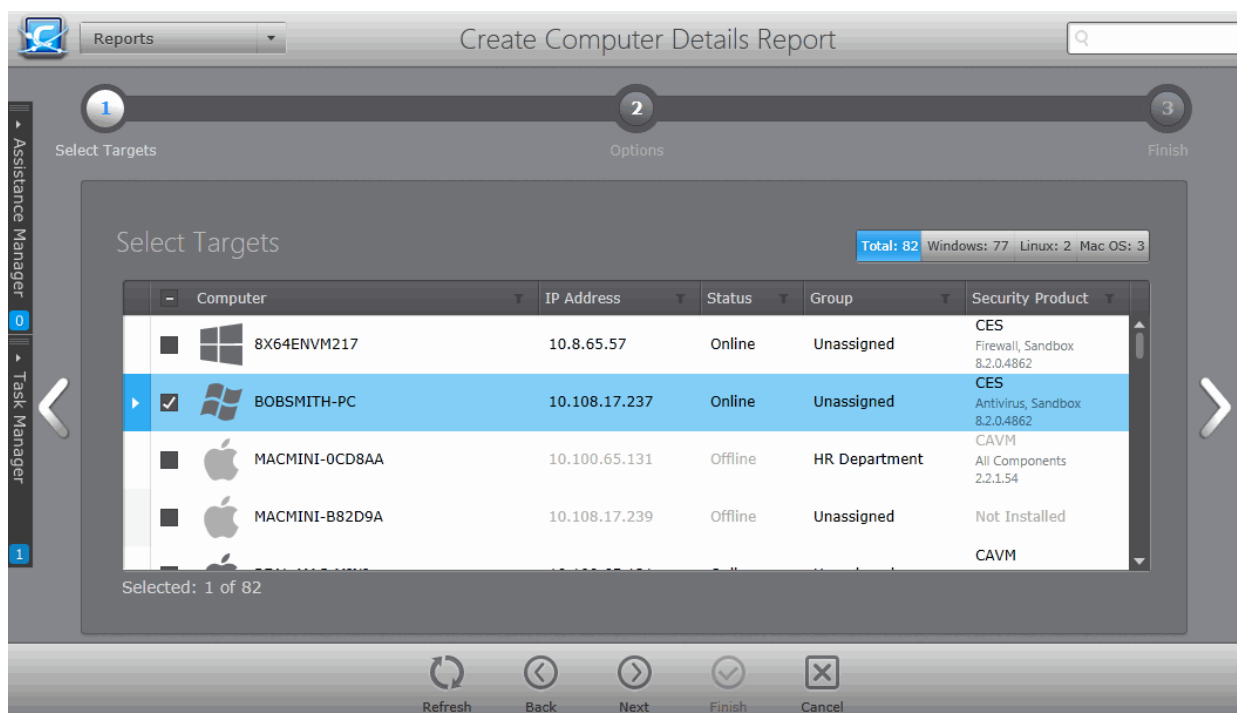 Reports
Create Computer Details Report
1
2
3
Select Targets
Options
Finish
Assistance Manager
0
Task Manager
1
Select Targets
Total: 82 Windows: 77 Linux: 2 Mac OS: 3
Computer IP Address Status Group Security Product
8X64ENVM217 10.8.65.57 Online Unassigned CES
Firewall, Sandbox
8.2.0.4862
BOBSMITH-PC 10.108.17.237 Online Unassigned CES
Antivirus, Sandbox
8.2.0.4862
MACMINI-0CD8AA 10.100.65.131 Offline HR Department CAVM
All Components
2.2.1.54
MACMINI-B82D9A 10.108.17.239 Offline Unassigned Not Installed
CAVM
Selected: 1 of 82
Refresh Back Next Finish Cancel